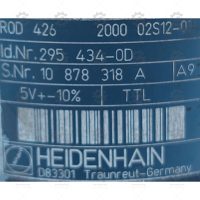 ROD 426 2000 02S12-0
Id.Nr. 295 434-0D
S.Nr. 10 878 318 A A9
5V+-10% TTL
HEIDENHAIN
D83301 Traunreut-Germany